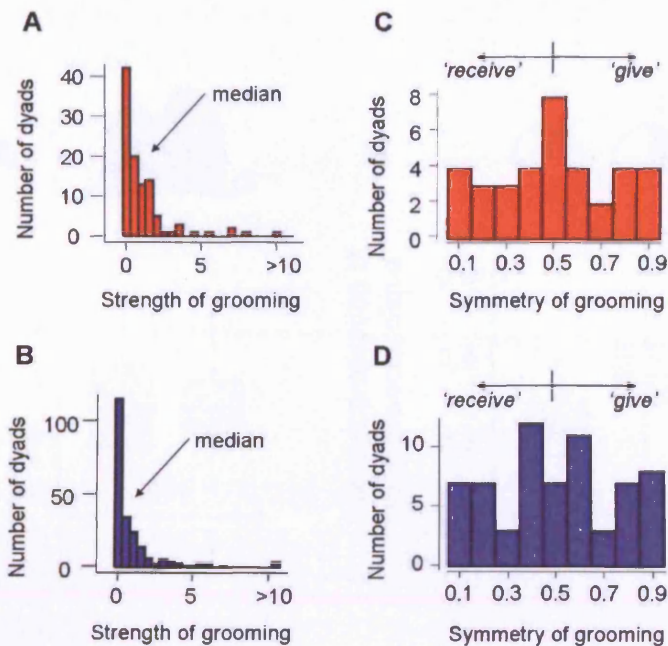 A
Number of dyads
40
30
20
10
0
median
0 5 >10
Strength of grooming
C
'receive' 'give'
Number of dyads
8
6
4
2
0
0.1 0.3 0.5 0.7 0.9
Symmetry of grooming
B
Number of dyads
100
50
0
median
0 5 >10
Strength of grooming
D
'receive' 'give'
Number of dyads
10
5
0
0.1 0.3 0.5 0.7 0.9
Symmetry of grooming